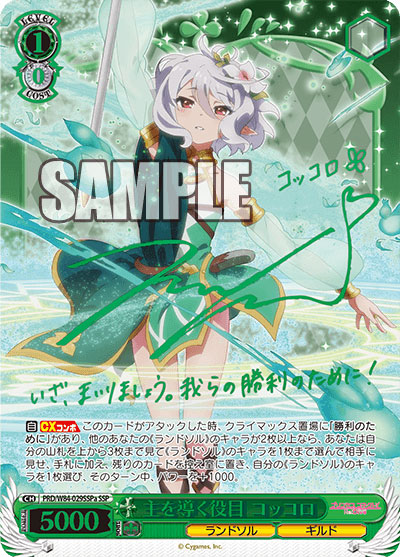 LEVEL
1
0
COST
SAMPLE
コッコロ
いざ、まいりましょう。我らの勝利のために!
自 CXコンボ このカードがアタックした時、クライマックス置場に「勝利のた
めに」があり、他のあなたの《ランドソル》のキャラが2枚以上なら、あなたは自
分の山札を上から3枚まで見て《ランドソル》のキャラを1枚まで選んで相手に
見せ、手札に加え、残りのカードを控え室に置き、自分の《ランドソル》のキャ
ラを1枚選び、そのターン中、パワーを+1000。
CH PRD/W84-029SSPa SSP
5000
主を導く役目 コッコロ
ランドソル
ギルド
© Cygames, Inc.